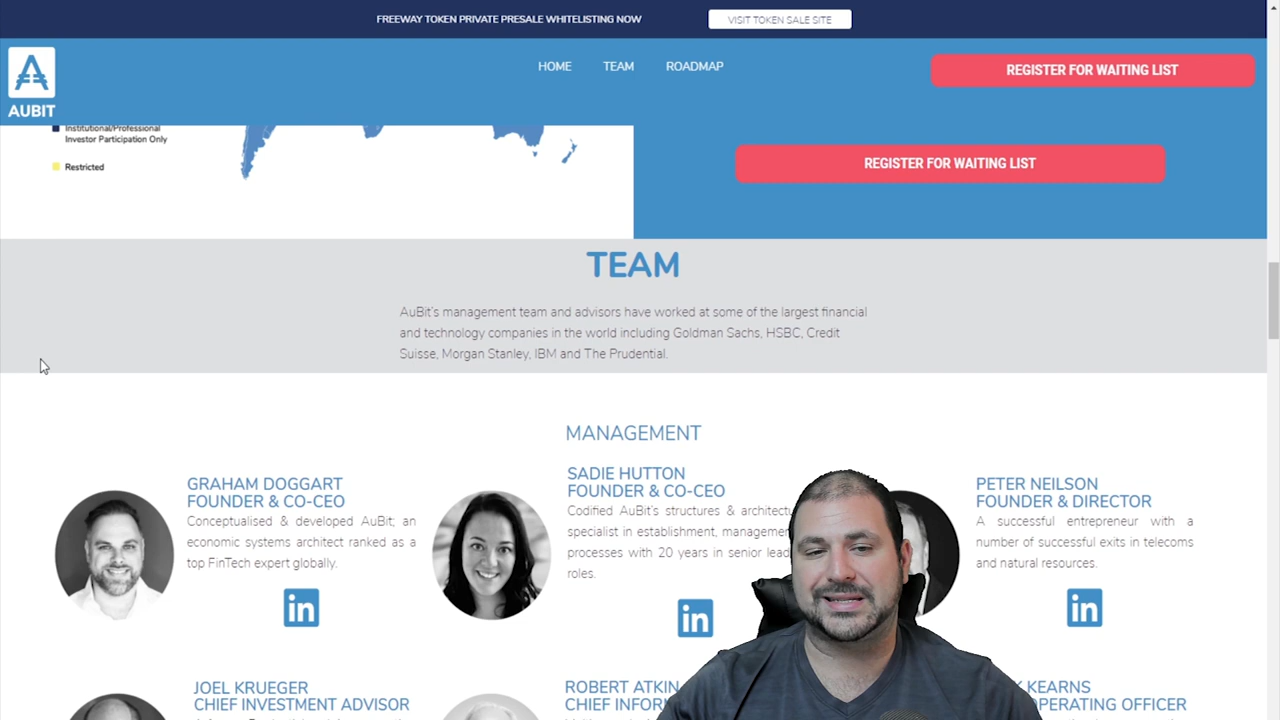 FREEWAY TOKEN PRIVATE PRESALE WHITELISTING NOW
VISIT TOKEN SALE SITE
AUBIT
HOME
TEAM
ROADMAP
REGISTER FOR WAITING LIST
Institutional/Professional
Investor Participation Only
Restricted
REGISTER FOR WAITING LIST
TEAM
AuBit's management team and advisors have worked at some of the largest financial
and technology companies in the world including Goldman Sachs, HSBC, Credit
Suisse, Morgan Stanley, IBM and The Prudential.
MANAGEMENT
GRAHAM DOGGART
FOUNDER & CO-CEO
Conceptualised & developed AuBit; an
economic systems architect ranked as a
top FinTech expert globally.
in
SADIE HUTTON
FOUNDER & CO-CEO
Codified AuBit's structures &
specialist in establishment,
processes with 20 years in senior
roles.
in
PETER NEILSON
FOUNDER & DIRECTOR
A successful entrepreneur with a
number of successful exits in telecoms
and natural resources.
in
JOEL KRUEGER
CHIEF INVESTMENT ADVISOR
ROBERT
CHIEF
KEARNS
OFFICER